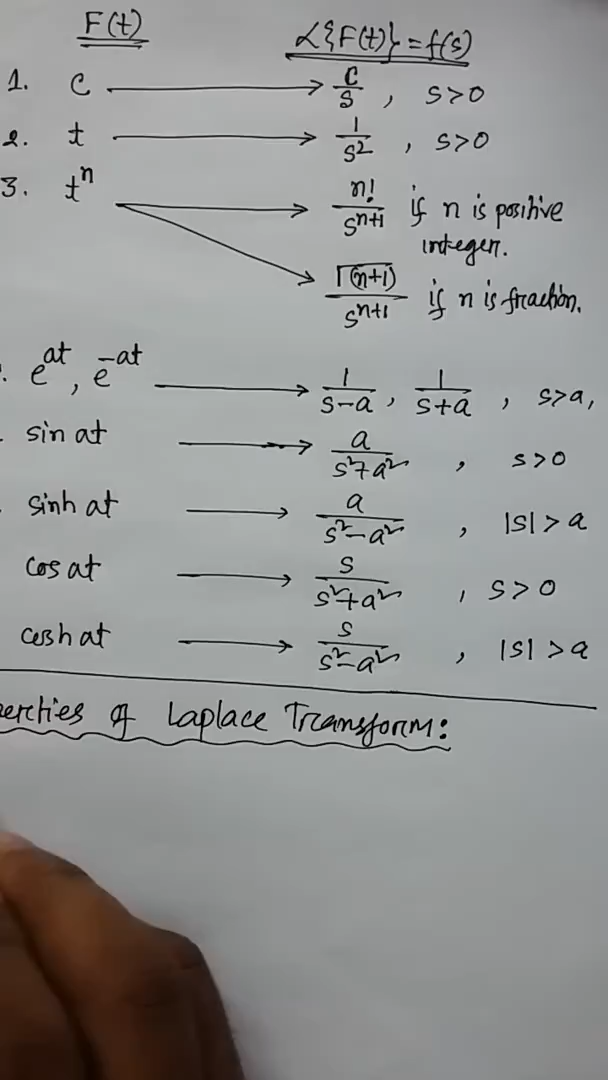 F(t) ℒ{F(t)} = f(s)
1. c → c/s , s>0
2. t → 1/s² , s>0
3. tⁿ → n!/sⁿ⁺¹ if n is positive
integer.
Γ(n+1)/sⁿ⁺¹ if n is fraction.
. e^at, e^-at → 1/(s-a), 1/(s+a) , s>a,
. sin at → a/(s²+a²) , s>0
. sinh at → a/(s²-a²) , |s|>a
cos at → s/(s²+a²) , s>0
cosh at → s/(s²-a²) , |s|>a
perties of Laplace Transform: